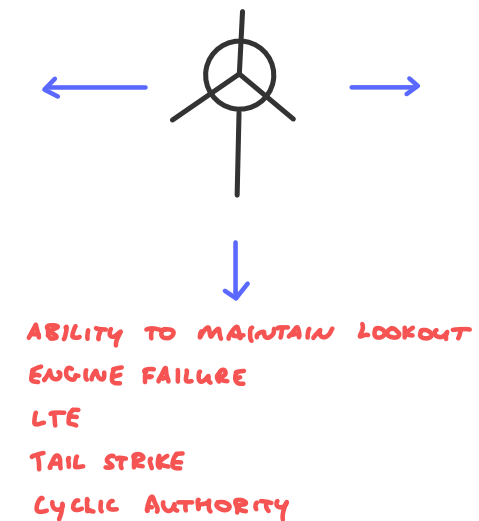 ABILITY TO MAINTAIN LOOKOUT
ENGINE FAILURE
LTE
TAIL STRIKE
CYCLIC AUTHORITY